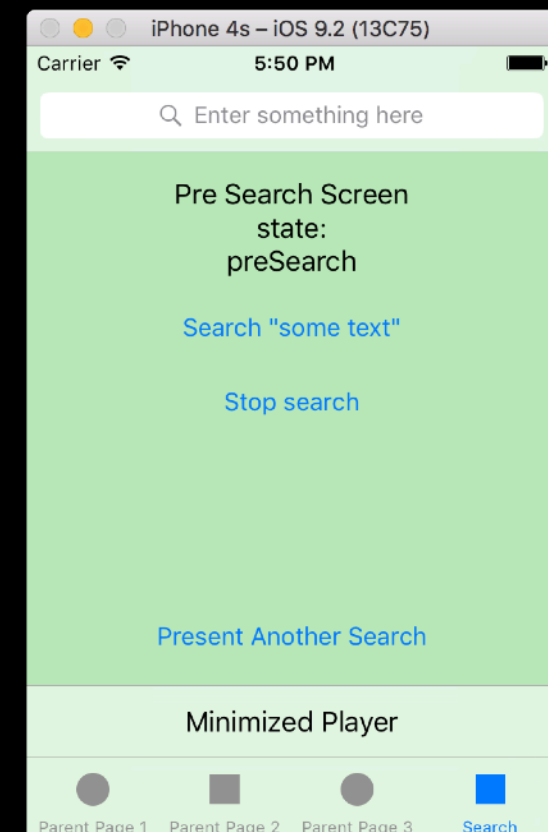 iPhone 4s – iOS 9.2 (13C75)
Carrier 5:50 PM
Enter something here
Pre Search Screen
state:
preSearch
Search "some text"
Stop search
Present Another Search
Minimized Player
Parent Page 1 Parent Page 2 Parent Page 3 Search